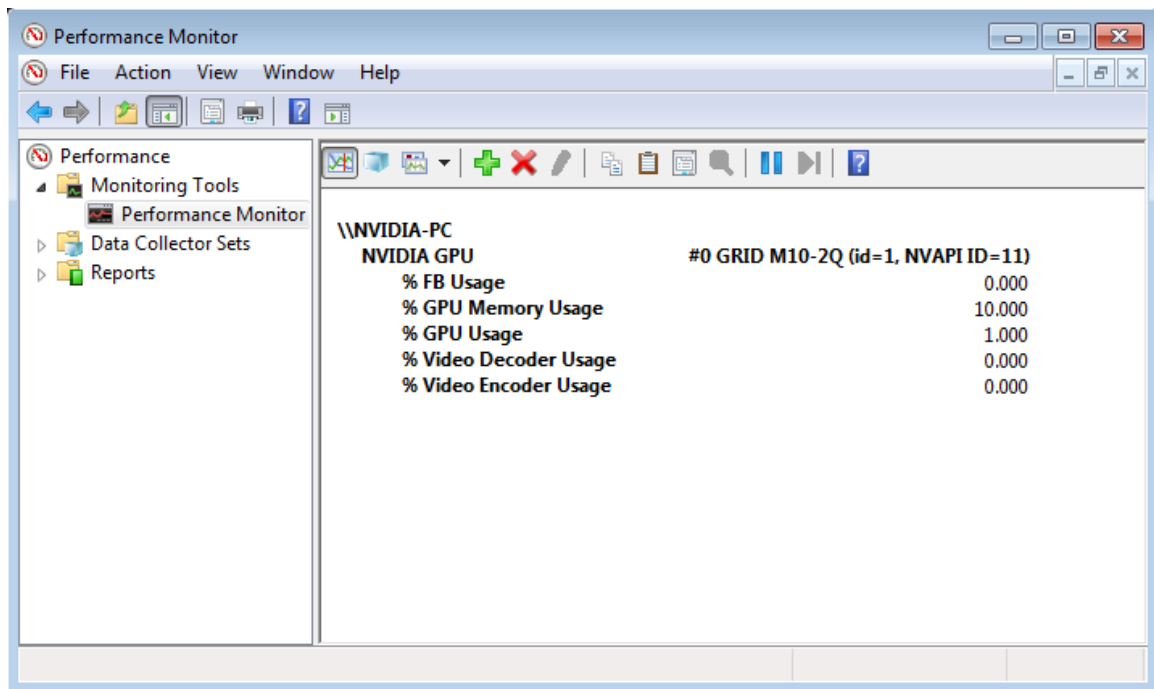 Performance Monitor
File Action View Window Help
Performance
Monitoring Tools
Performance Monitor
Data Collector Sets
Reports
\\NVIDIA-PC
NVIDIA GPU #0 GRID M10-2Q (id=1, NVAPI ID=11)
% FB Usage 0.000
% GPU Memory Usage 10.000
% GPU Usage 1.000
% Video Decoder Usage 0.000
% Video Encoder Usage 0.000